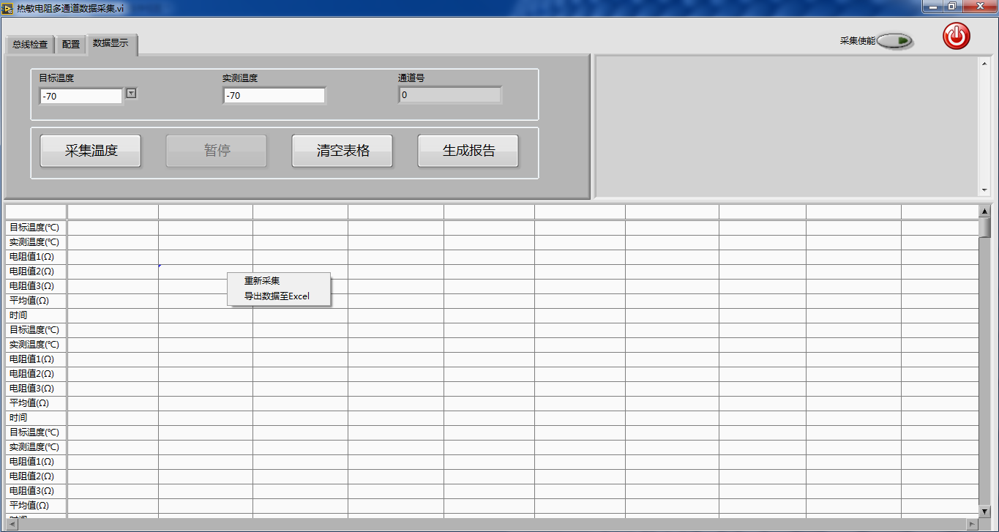 热敏电阻多通道数据采集.vi
总线检查 配置 数据显示
采集使能
目标温度 实测温度 通道号
-70 -70 0
采集温度 暂停 清空表格 生成报告
目标温度(℃)
实测温度(℃)
电阻值1(Ω)
电阻值2(Ω)
电阻值3(Ω)
重新采集
导出数据至Excel
平均值(Ω)
时间
目标温度(℃)
实测温度(℃)
电阻值1(Ω)
电阻值2(Ω)
电阻值3(Ω)
平均值(Ω)
时间
目标温度(℃)
实测温度(℃)
电阻值1(Ω)
电阻值2(Ω)
电阻值3(Ω)
平均值(Ω)